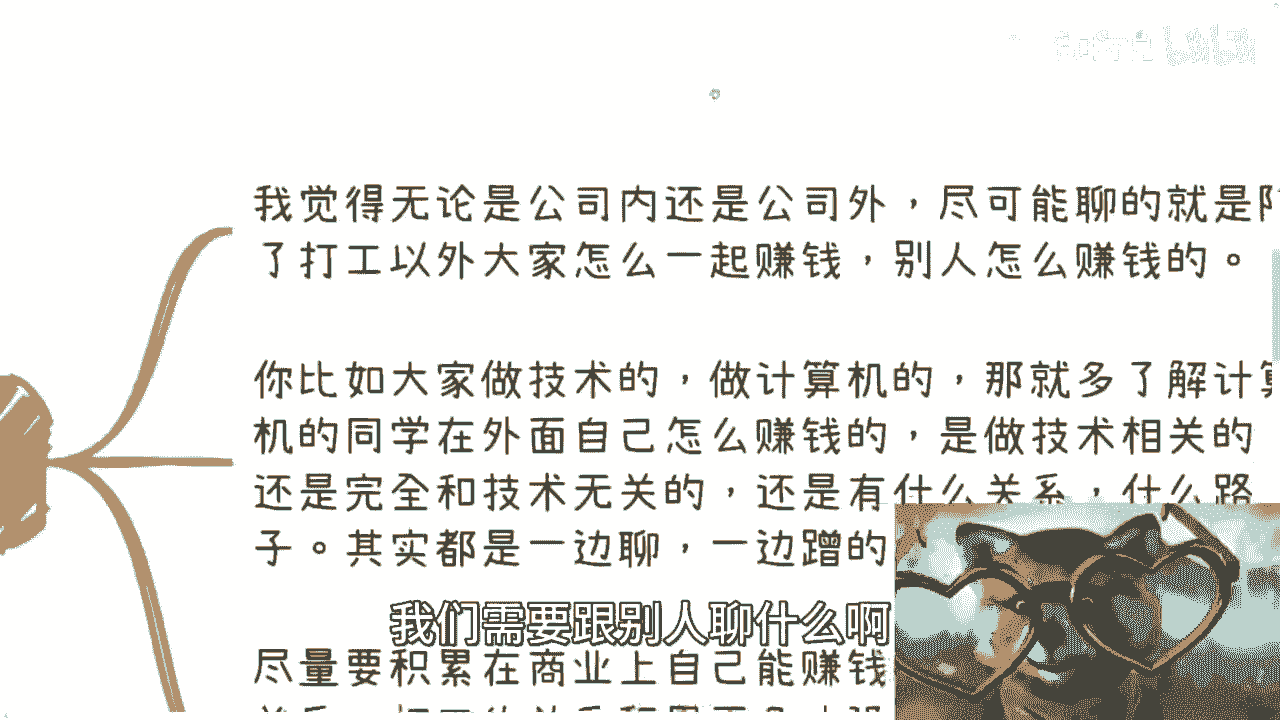 我觉得无论是公司内还是公司外，尽可能聊的就是
了打工以外大家怎么一起赚钱，别人怎么赚钱的。
你比如大家做技术的，做计算机的，那就多了解计算
机的同学在外面自己怎么赚钱的，是做技术相关的
还是完全和技术无关的，还是有什么关系，什么路
子。其实都是一边聊，一边蹭的
我们需要跟别人聊什么啊
尽量要积累在商业上自己能赚钱